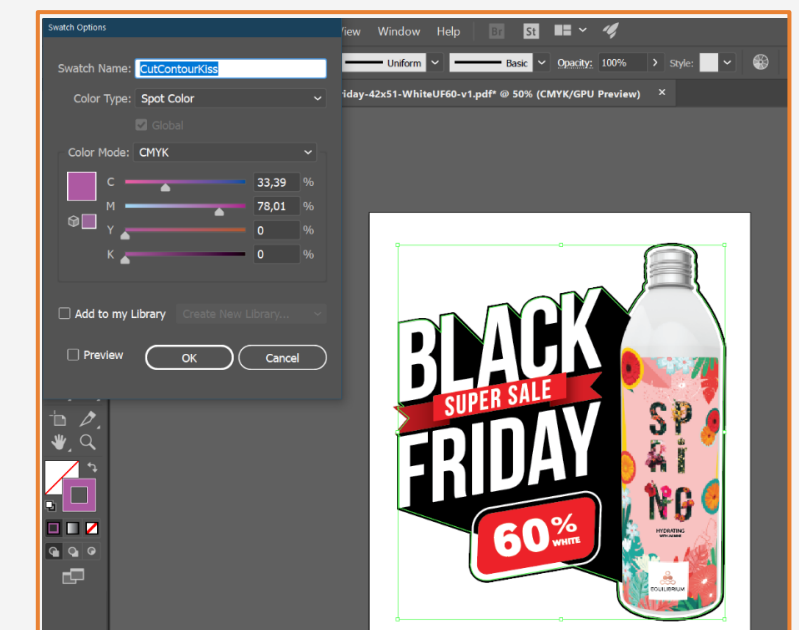 Swatch Options
View Window Help Br St
Swatch Name: CutContourKiss
Uniform Basic Opacity: 100% Style:
Color Type: Spot Color
Global
riday-42x51-WhiteUF60-v1.pdf* @ 50% (CMYK/GPU Preview) ×
Color Mode: CMYK
C 33,39 %
M 78,01 %
Y 0 %
K 0 %
Add to my Library Create New Library...
Preview OK Cancel
BLACK
SUPER SALE
FRIDAY
60%
WHITE
SP
RI
NG
HYDRATING
EQUILIBRIUM